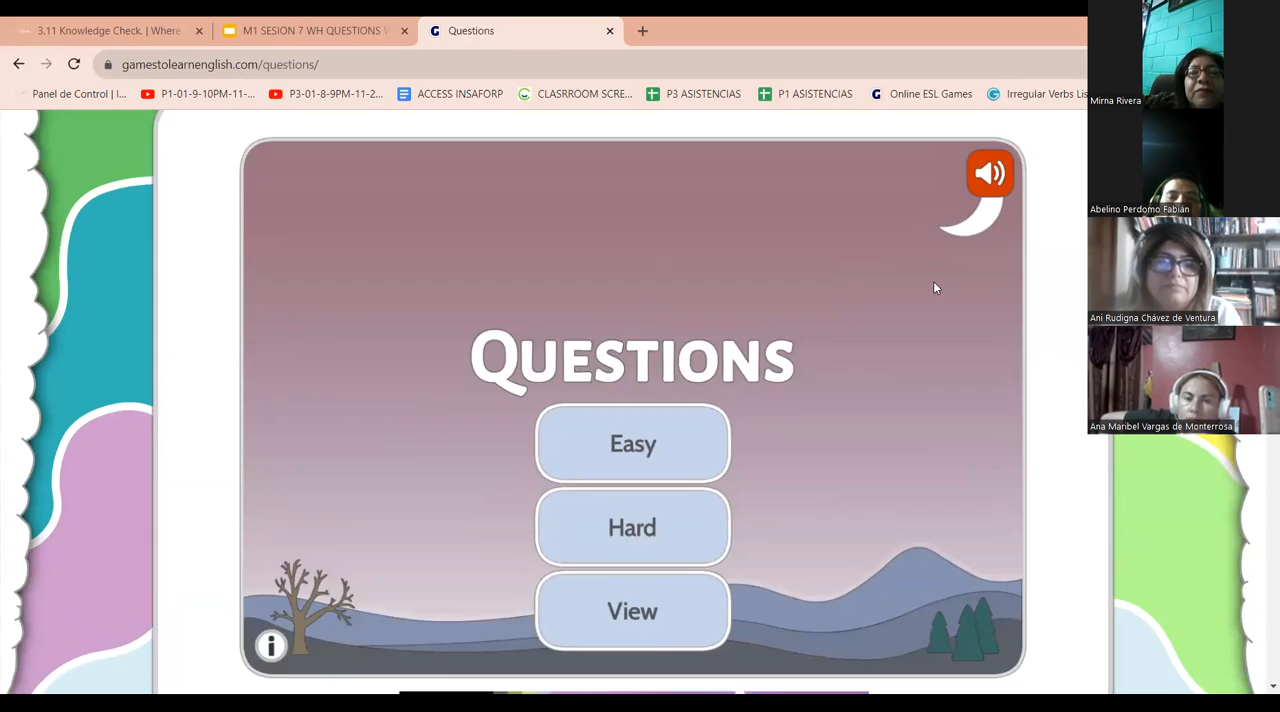 3.11 Knowledge Check. | Where
M1 SESION 7 WH QUESTIONS
Questions
gamestolearnenglish.com/questions/
Panel de Control | I...
P1-01-9-10PM-11-...
P3-01-8-9PM-11-2...
ACCESS INSAFORP
CLASRROOM SCRE...
P3 ASISTENCIAS
P1 ASISTENCIAS
Online ESL Games
Irregular Verbs Lis
Mirna Rivera
Abelino Perdomo Fabián
Ani Rudigna Chávez de Ventura
Ana Maribel Vargas de Monterrosa
QUESTIONS
Easy
Hard
View
i